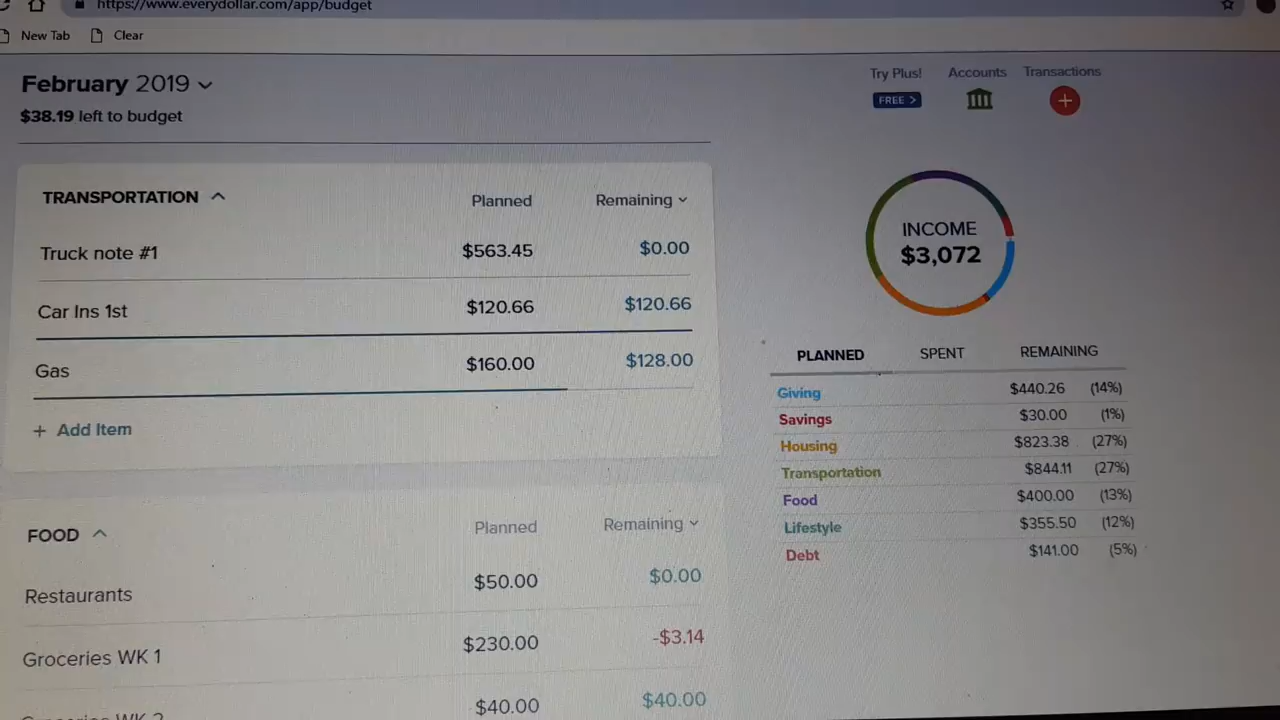 https://www.everydollar.com/app/budget
New Tab Clear
February 2019
$38.19 left to budget
Try Plus! Accounts Transactions
FREE >
TRANSPORTATION Planned Remaining
Truck note #1 $563.45 $0.00
Car Ins 1st $120.66 $120.66
Gas $160.00 $128.00
+ Add Item
FOOD Planned Remaining
Restaurants $50.00 $0.00
Groceries WK 1 $230.00 -$3.14
Groceries WK 2 $40.00 $40.00
INCOME
$3,072
PLANNED SPENT REMAINING
Giving $440.26 (14%)
Savings $30.00 (1%)
Housing $823.38 (27%)
Transportation $844.11 (27%)
Food $400.00 (13%)
Lifestyle $355.50 (12%)
Debt $141.00 (5%)